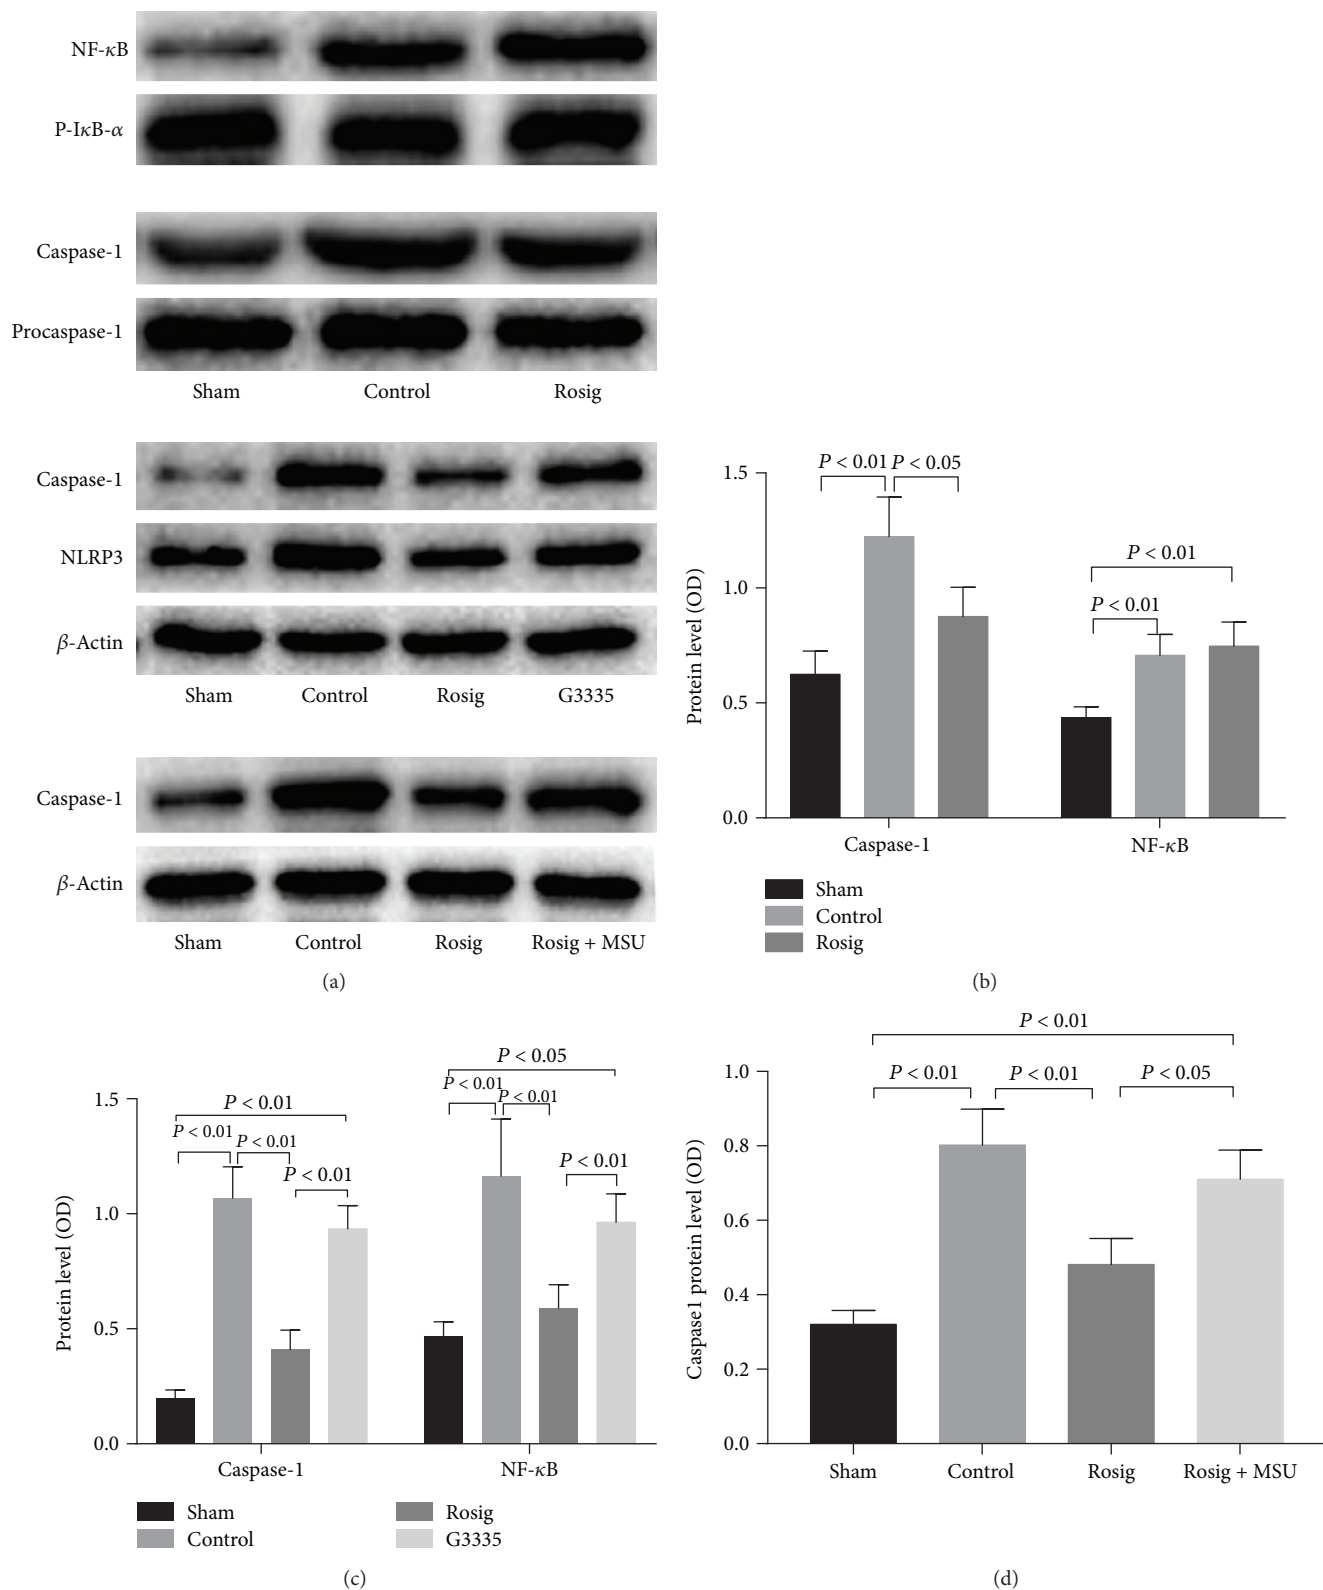 NF-κB
P-IκB-α
Caspase-1
Procaspase-1
Sham Control Rosig
Caspase-1
NLRP3
β-Actin
Sham Control Rosig G3335
Caspase-1
β-Actin
Sham Control Rosig Rosig + MSU
(a)
P < 0.01 P < 0.05
P < 0.01
P < 0.01
Protein level (OD)
1.5
1.0
0.5
0.0
Caspase-1 NF-κB
Sham
Control
Rosig
(b)
P < 0.05
P < 0.01 P < 0.01
P < 0.01
P < 0.01 P < 0.01
P < 0.01 P < 0.01
Protein level (OD)
1.5
1.0
0.5
0.0
Caspase-1 NF-κB
Sham Rosig
Control G3335
(c)
P < 0.01
P < 0.01 P < 0.01 P < 0.05
Caspase1 protein level (OD)
1.0
0.8
0.6
0.4
0.2
0.0
Sham Control Rosig Rosig + MSU
(d)